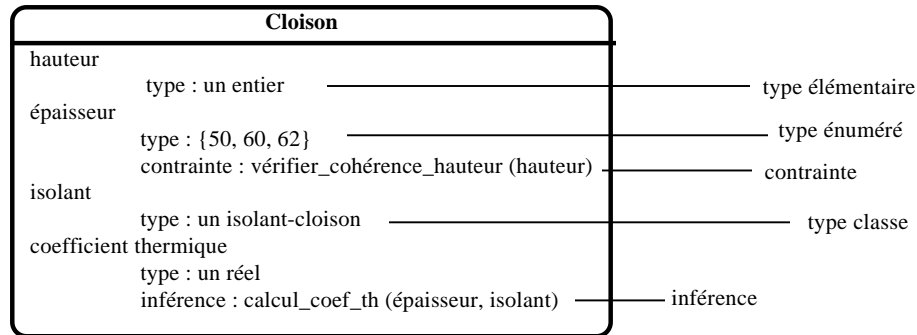 Cloison
hauteur
type : un entier
type élémentaire
épaisseur
type : {50, 60, 62}
type énuméré
contrainte : vérifier_cohérence_hauteur (hauteur)
contrainte
isolant
type : un isolant-cloison
type classe
coefficient thermique
type : un réel
inférence : calcul_coef_th (épaisseur, isolant)
inférence